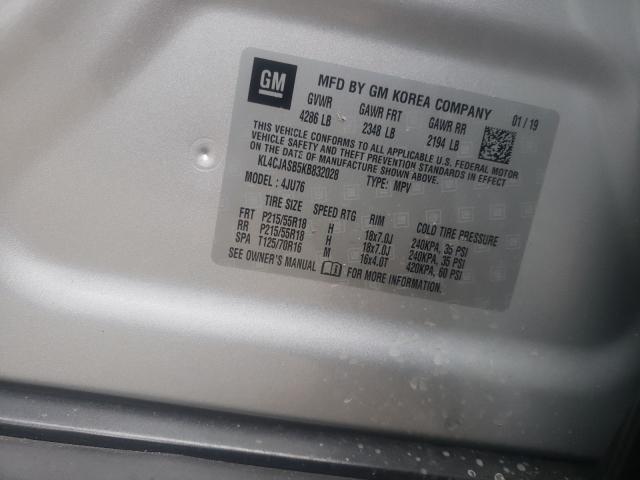 GM MFD BY GM KOREA COMPANY 01/19
GVWR GAWR FRT GAWR RR
4286 LB 2348 LB 2194 LB
THIS VEHICLE CONFORMS TO ALL APPLICABLE U.S. FEDERAL MOTOR
VEHICLE SAFETY AND THEFT PREVENTION STANDARDS IN EFFECT ON
THE DATE OF MANUFACTURE SHOWN ABOVE.
KL4CJASB5KB832028 TYPE: MPV
MODEL: 4JU76
TIRE SIZE SPEED RTG RIM COLD TIRE PRESSURE
FRT P215/55R18 H 18x7.0J 240KPA, 35 PSI
RR P215/55R18 H 18x7.0J 240KPA, 35 PSI
SPA T125/70R16 M 16x4.0T 420KPA, 60 PSI
SEE OWNER'S MANUAL FOR MORE INFORMATION.